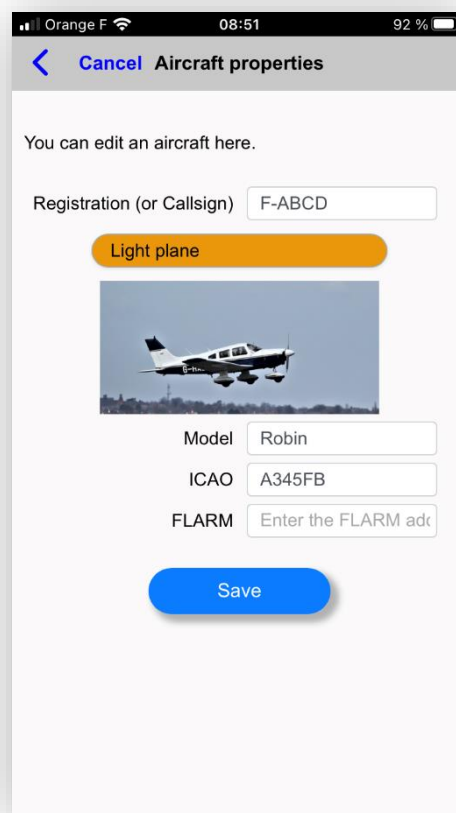 Orange F 08:51 92 %
Cancel Aircraft properties
You can edit an aircraft here.
Registration (or Callsign) F-ABCD
Light plane
Model Robin
ICAO A345FB
FLARM Enter the FLARM add
Save